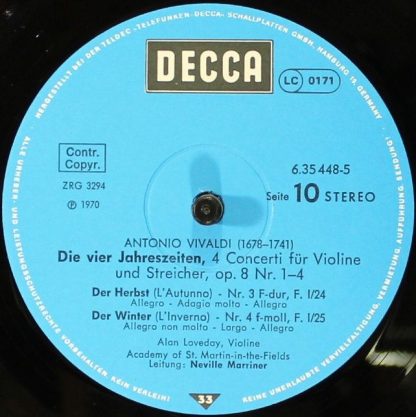 HERGESTELLT BEI DER TELDEC «TELEFUNKEN-DECCA» SCHALLPLATTEN GMBH, HAMBURG 19, GERMANY
DECCA
LC 0171
Contr.
Copyr.
ZRG 3294
Ⓟ 1970
6.35 448-5
Seite 10 STEREO
ANTONIO VIVALDI (1678–1741)
Die vier Jahreszeiten, 4 Concerti für Violine
und Streicher, op. 8 Nr. 1–4
Der Herbst (L'Autunno) - Nr. 3 F-dur, F. I/24
Allegro - Adagio molto - Allegro
Der Winter (L'Inverno) - Nr. 4 f-moll, F. I/25
Allegro non molto - Largo - Allegro
Alan Loveday, Violine
Academy of St. Martin-in-the-Fields
Leitung: Neville Marriner
33
ALLE URHEBER- UND LEISTUNGSSCHUTZRECHTE VORBEHALTEN KEIN VERLEIH!
KEINE UNERLAUBTE VERVIELFÄLTIGUNG, VERMIETUNG, AUFFÜHRUNG, SENDUNG!